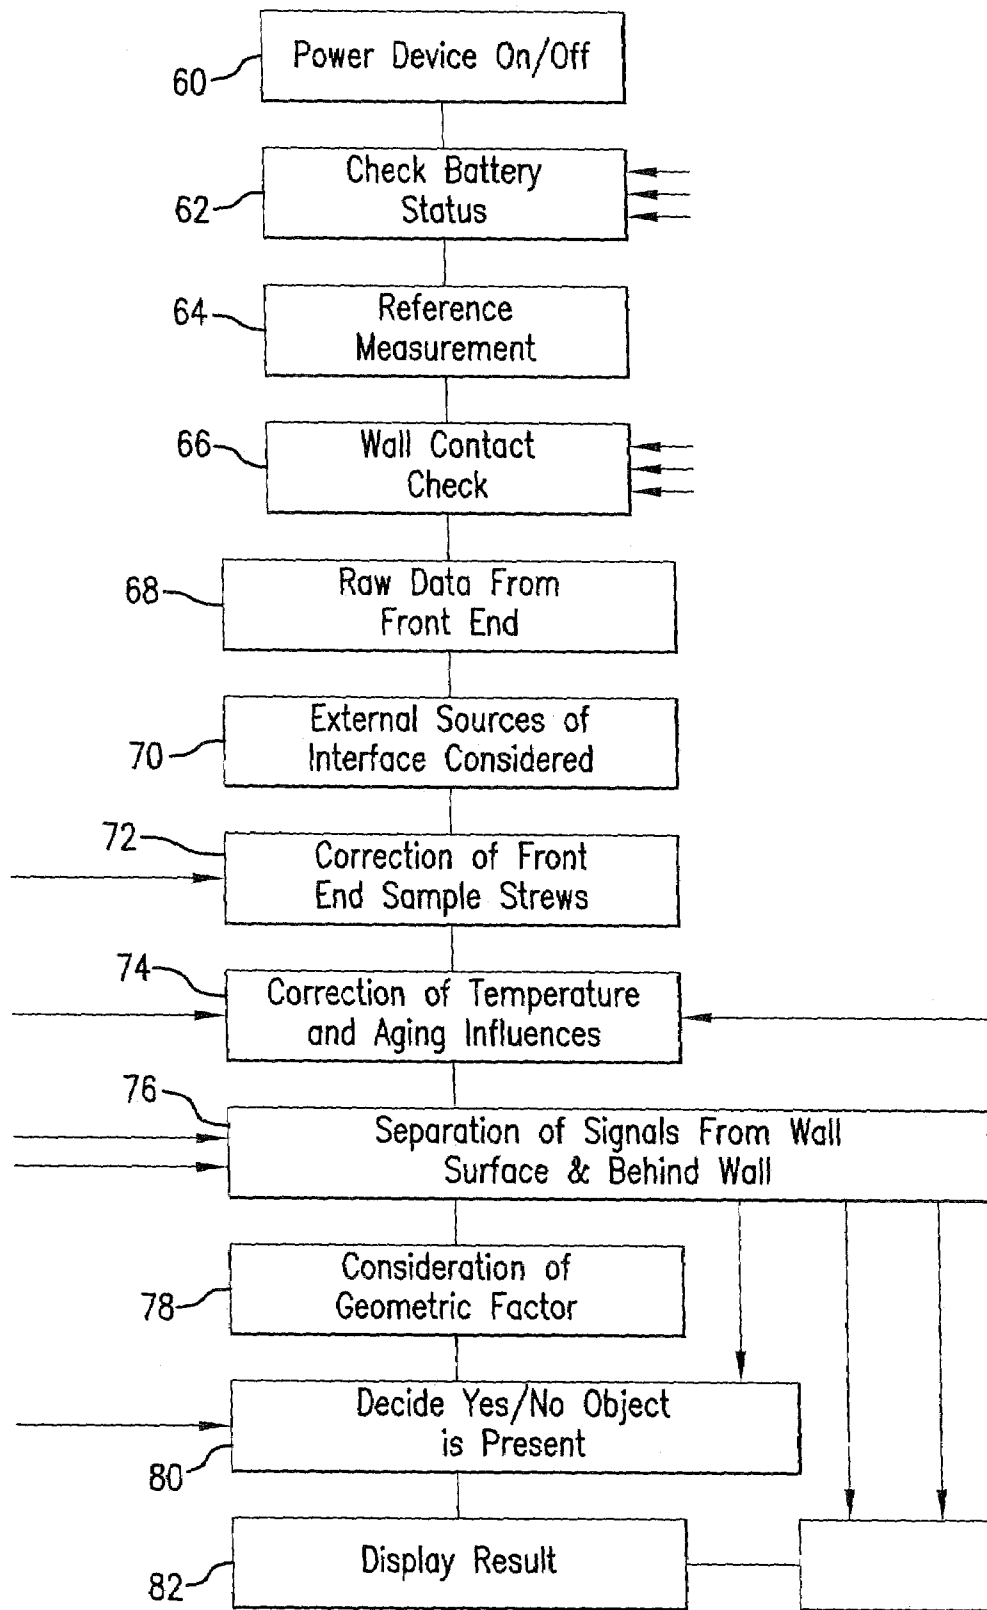 Power Device On/Off
60
Check Battery
Status
62
Reference
Measurement
64
Wall Contact
Check
66
Raw Data From
Front End
68
External Sources of
Interface Considered
70
72
Correction of Front
End Sample Strews
74
Correction of Temperature
and Aging Influences
76
Separation of Signals From Wall
Surface & Behind Wall
Consideration of
Geometric Factor
78
Decide Yes/No Object
is Present
80
Display Result
82